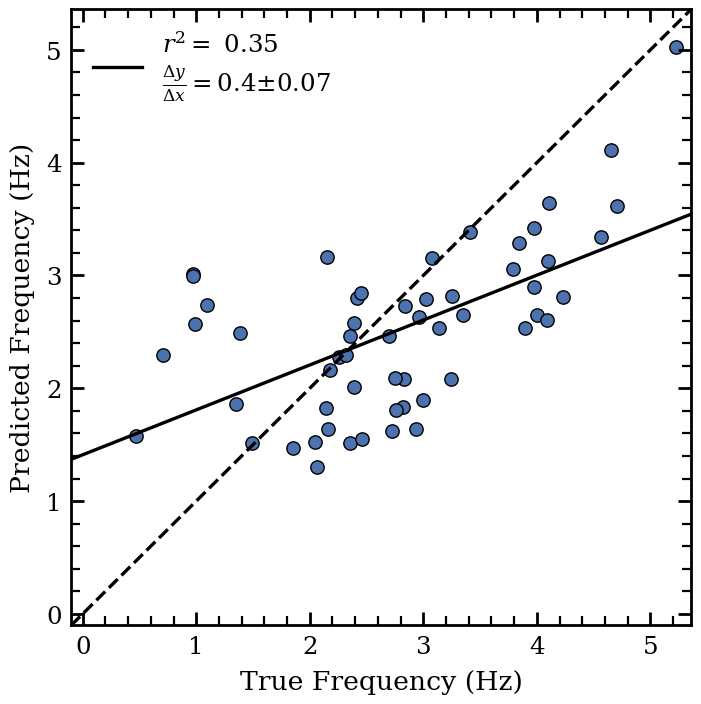 r² = 0.35
Δy/Δx = 0.4±0.07
5
4
3
2
1
0
Predicted Frequency (Hz)
0 1 2 3 4 5
True Frequency (Hz)